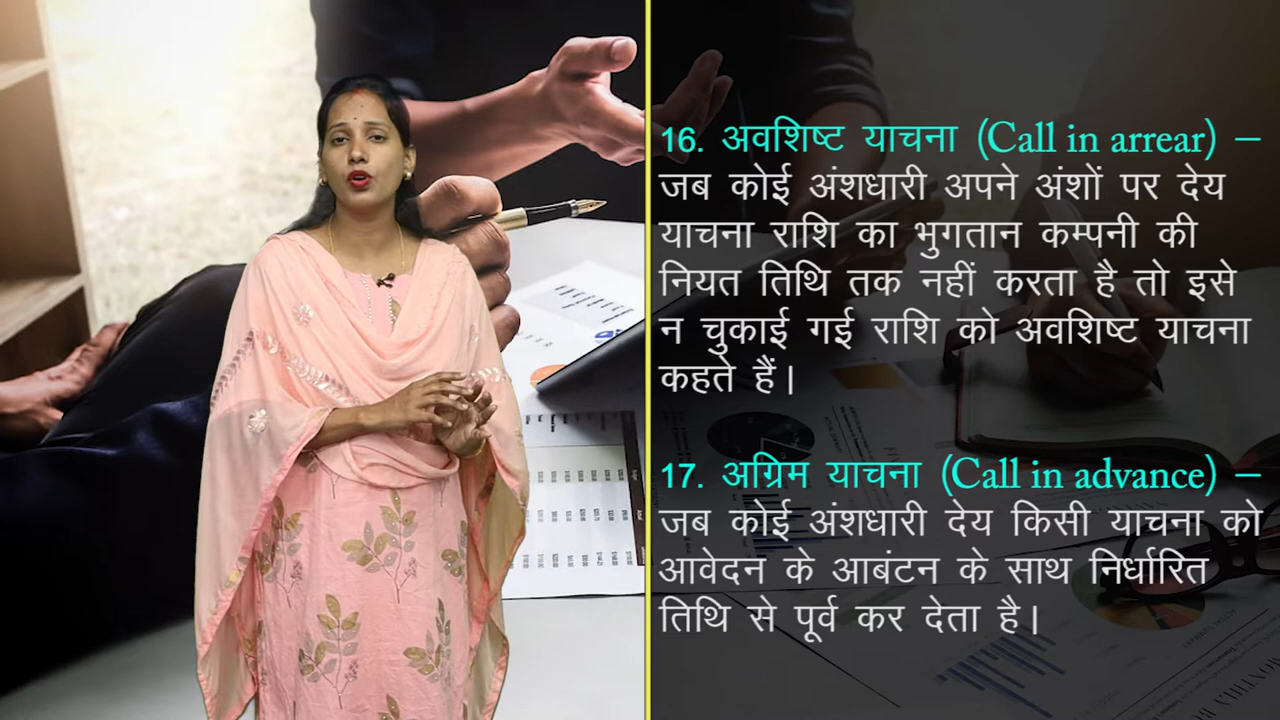 16. अवशिष्ट याचना (Call in arrear) –
जब कोई अंशधारी अपने अंशों पर देय
याचना राशि का भुगतान कम्पनी की
नियत तिथि तक नहीं करता है तो इसे
न चुकाई गई राशि को अवशिष्ट याचना
कहते हैं।
17. अग्रिम याचना (Call in advance) –
जब कोई अंशधारी देय किसी याचना को
आवेदन के आबंटन के साथ निर्धारित
तिथि से पूर्व कर देता है।